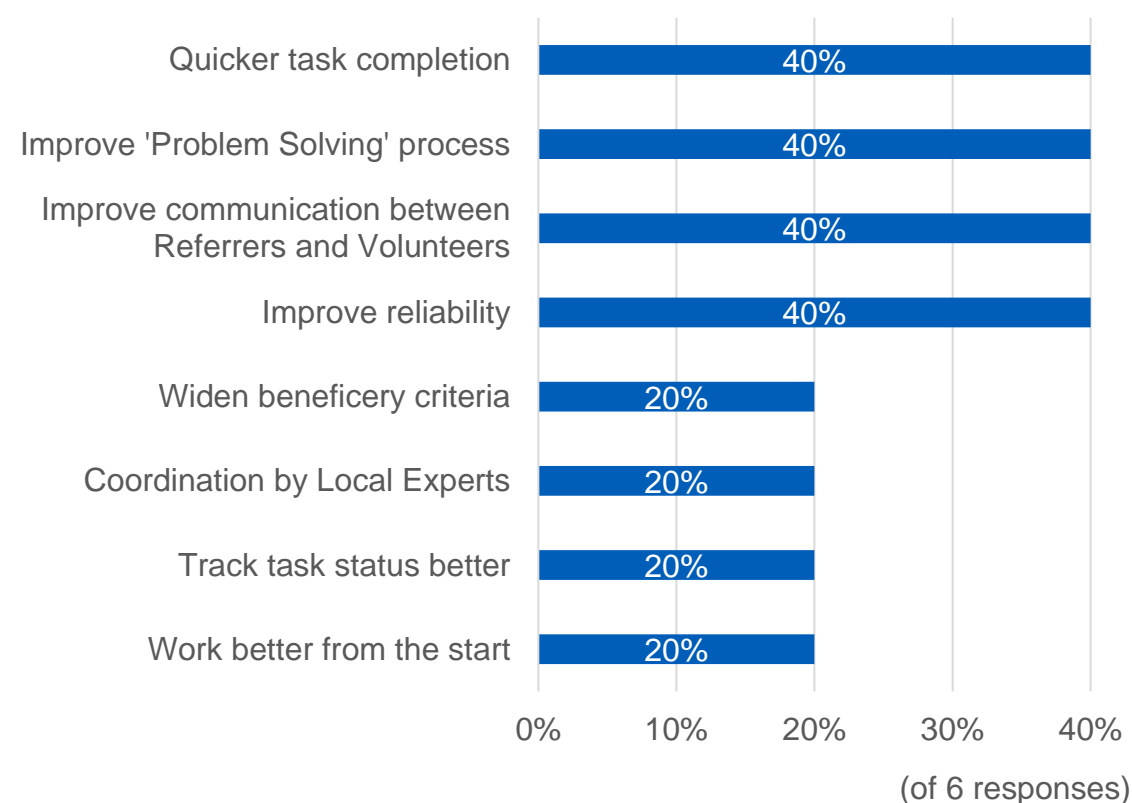 Quicker task completion
40%
Improve 'Problem Solving' process
40%
Improve communication between
Referrers and Volunteers
40%
Improve reliability
40%
Widen beneficery criteria
20%
Coordination by Local Experts
20%
Track task status better
20%
Work better from the start
20%
0% 10% 20% 30% 40%
(of 6 responses)